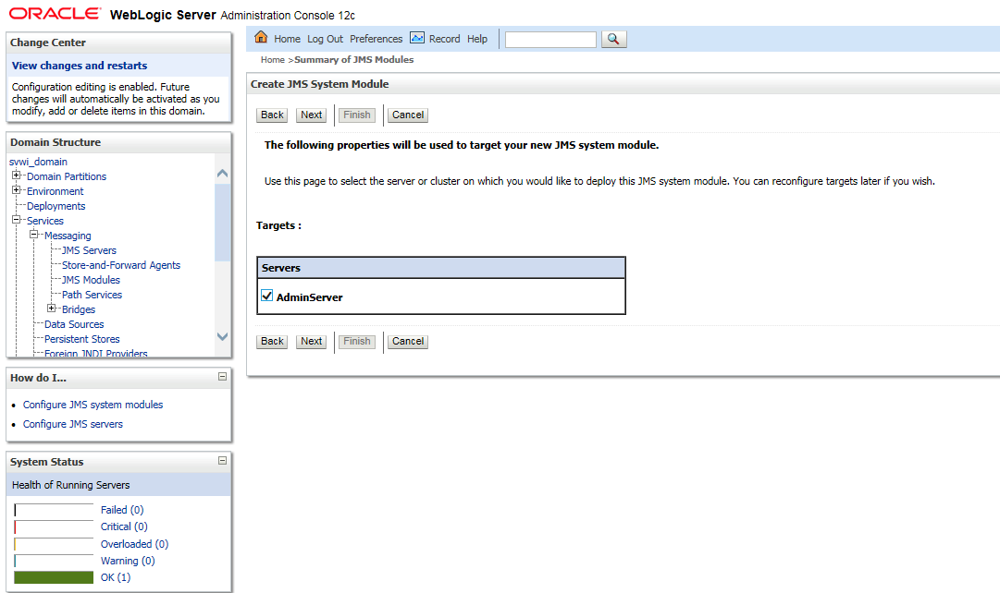 ORACLE WebLogic Server Administration Console 12c
Change Center
View changes and restarts
Configuration editing is enabled. Future
changes will automatically be activated as you
modify, add or delete items in this domain.
Domain Structure
svwi_domain
Domain Partitions
Environment
Deployments
Services
Messaging
JMS Servers
Store-and-Forward Agents
JMS Modules
Path Services
Bridges
Data Sources
Persistent Stores
Foreign JNDI Providers
How do I...
Configure JMS system modules
Configure JMS servers
System Status
Health of Running Servers
Failed (0)
Critical (0)
Overloaded (0)
Warning (0)
OK (1)
Home Log Out Preferences Record Help
Home >Summary of JMS Modules
Create JMS System Module
Back Next Finish Cancel
The following properties will be used to target your new JMS system module.
Use this page to select the server or cluster on which you would like to deploy this JMS system module. You can reconfigure targets later if you wish.
Targets :
Servers
AdminServer
Back Next Finish Cancel